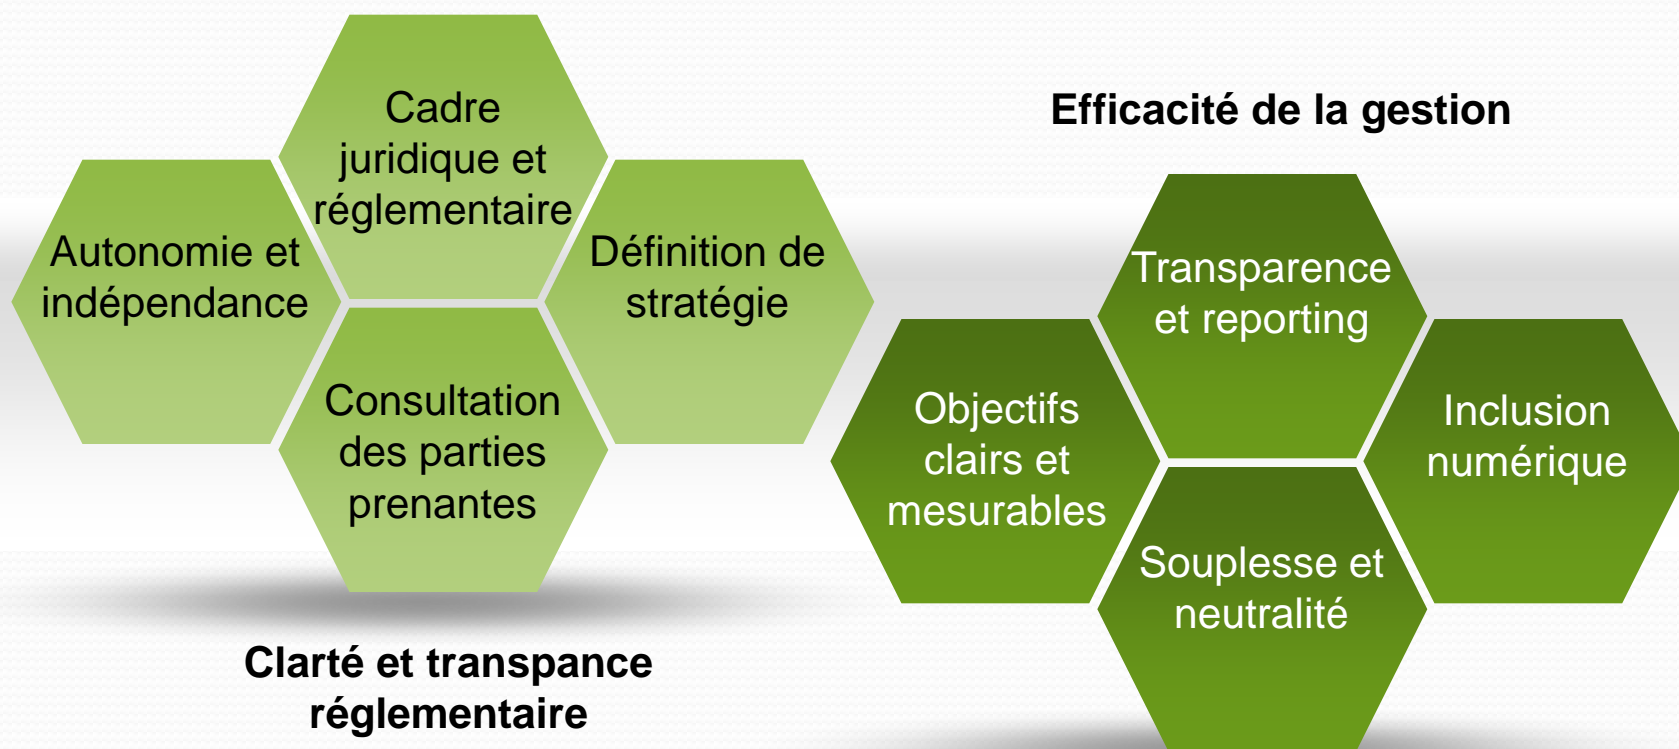 Cadre
juridique et
réglementaire
Autonomie et
indépendance
Définition de
stratégie
Consultation
des parties
prenantes
Clarté et transpance
réglementaire
Efficacité de la gestion
Transparence
et reporting
Objectifs
clairs et
mesurables
Inclusion
numérique
Souplesse et
neutralité